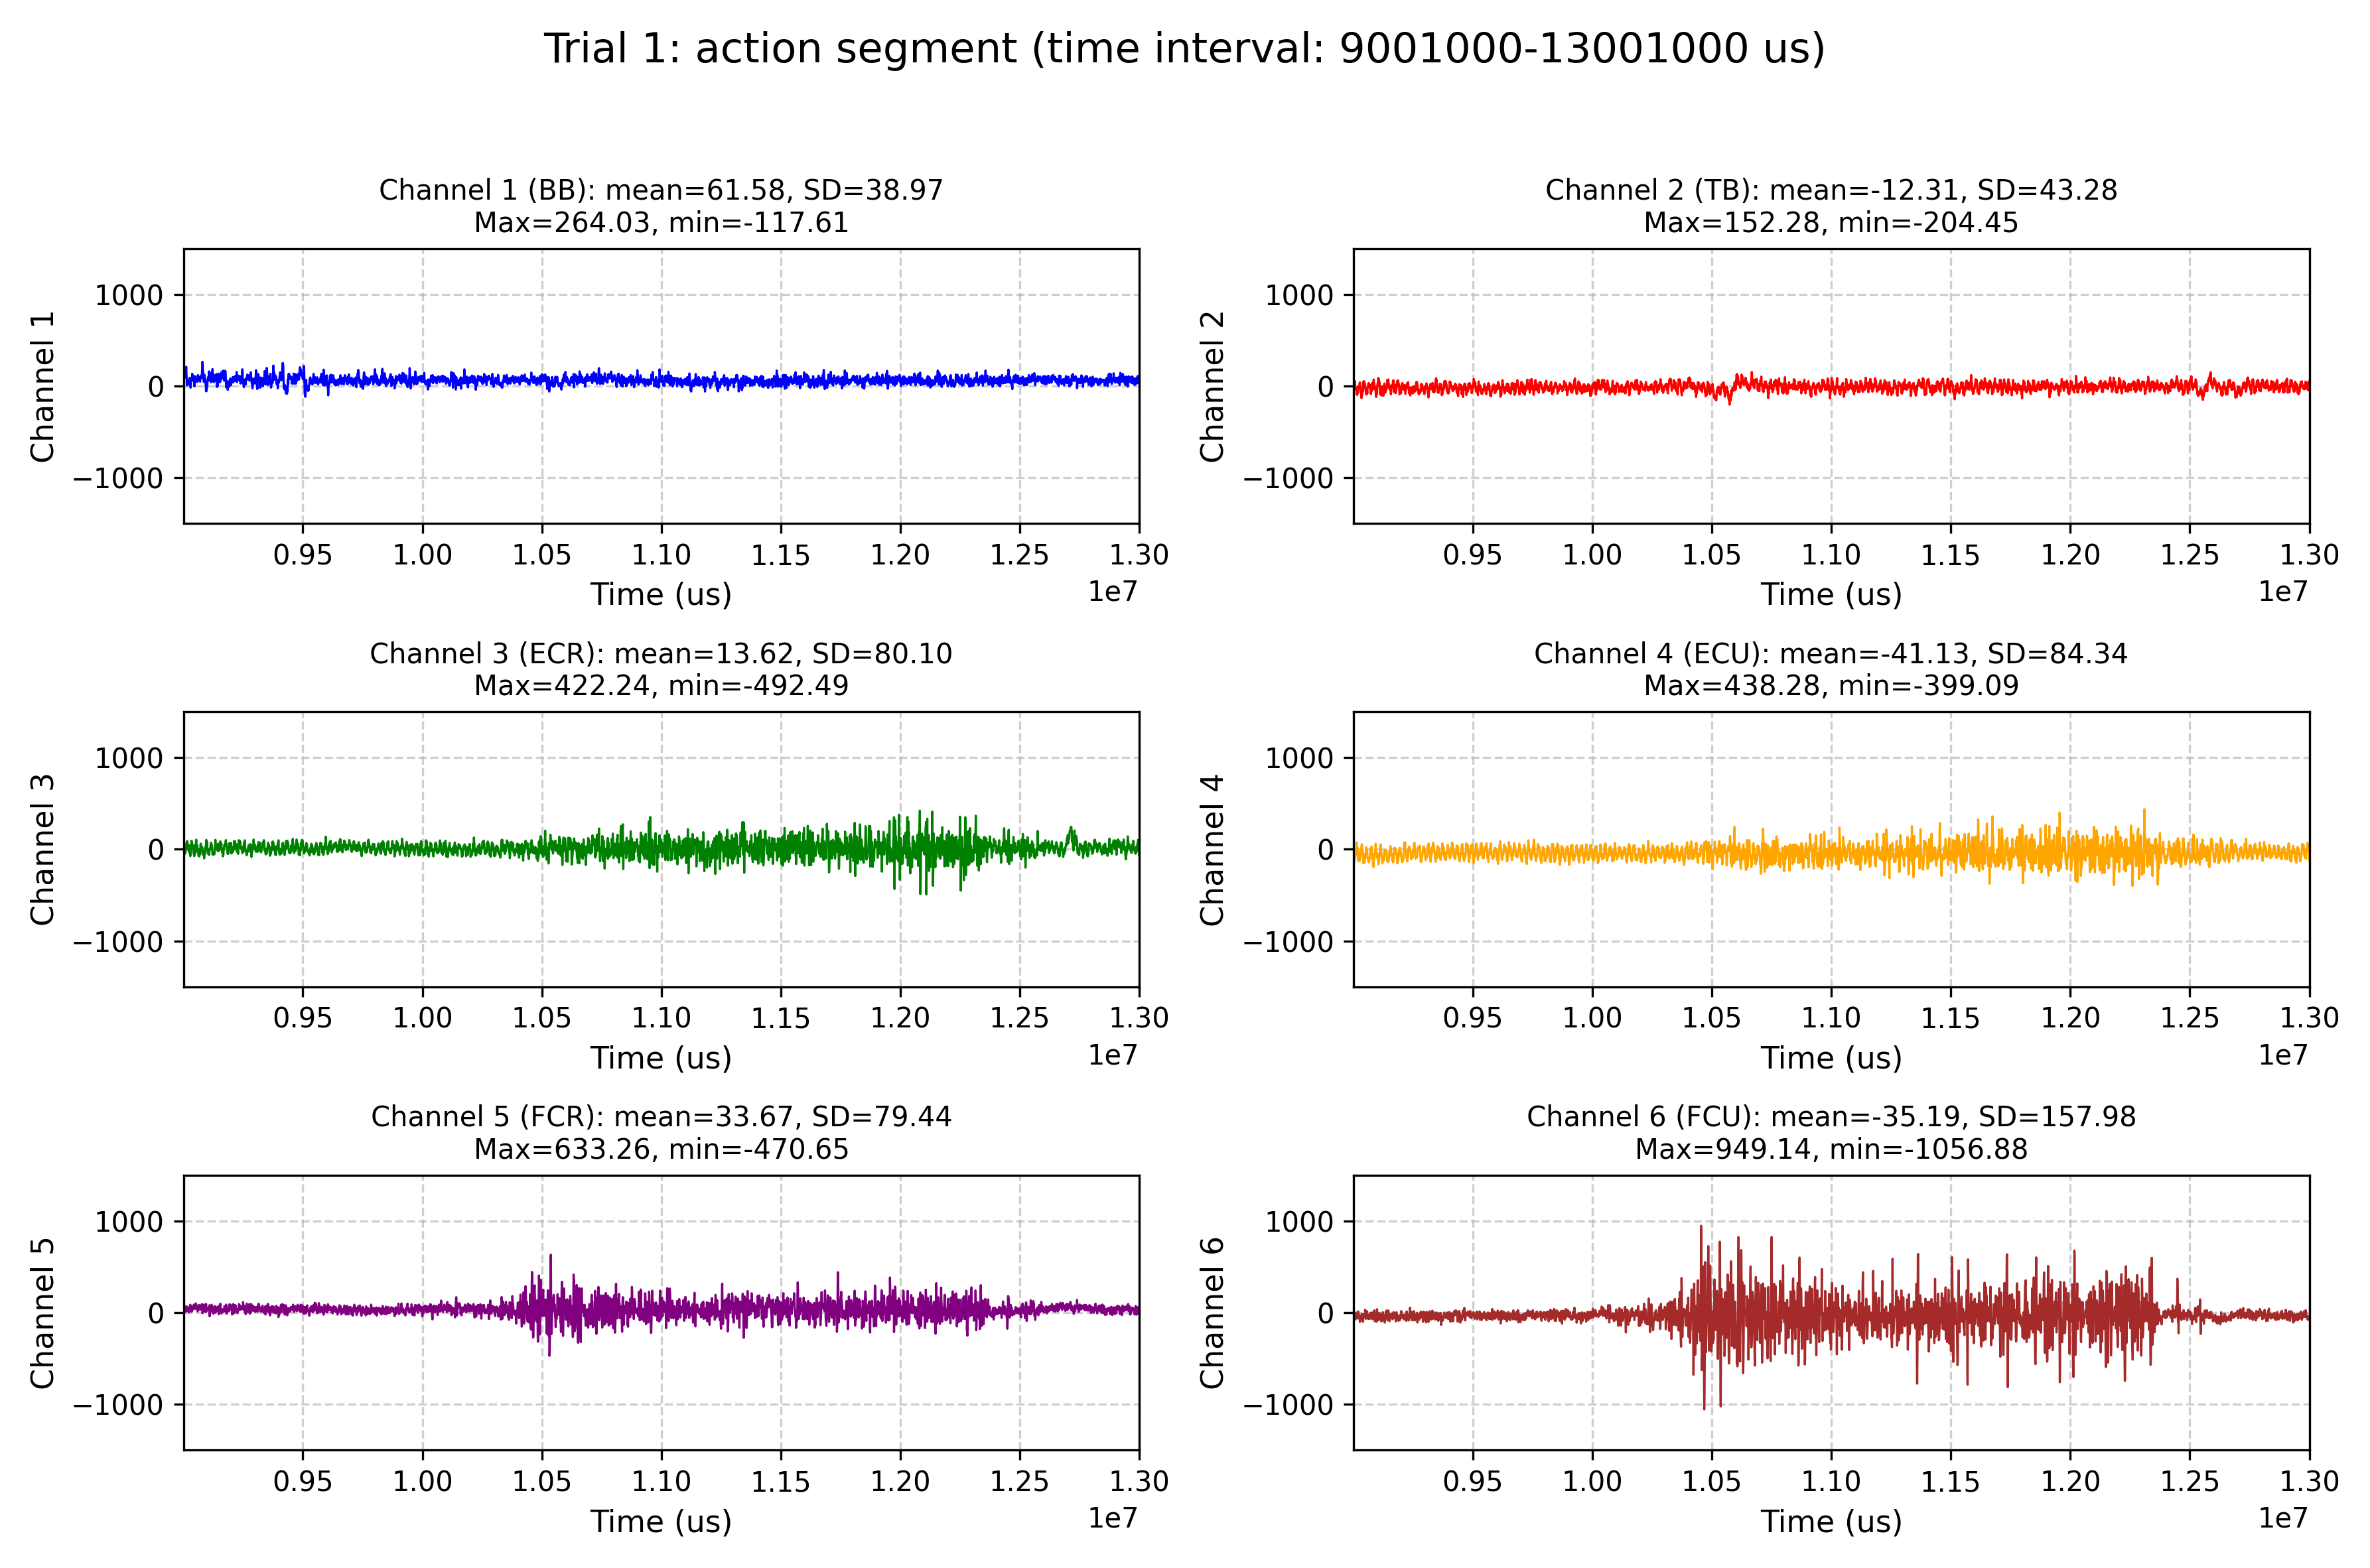 Trial 1: action segment (time interval: 9001000-13001000 us)
Channel 1 (BB): mean=61.58, SD=38.97
Max=264.03, min=-117.61
1000
0
−1000
Channel 1
0.95 1.00 1.05 1.10 1.15 1.20 1.25 1.30
Time (us)
1e7
Channel 2 (TB): mean=-12.31, SD=43.28
Max=152.28, min=-204.45
1000
0
−1000
Channel 2
0.95 1.00 1.05 1.10 1.15 1.20 1.25 1.30
Time (us)
1e7
Channel 3 (ECR): mean=13.62, SD=80.10
Max=422.24, min=-492.49
1000
0
−1000
Channel 3
0.95 1.00 1.05 1.10 1.15 1.20 1.25 1.30
Time (us)
1e7
Channel 4 (ECU): mean=-41.13, SD=84.34
Max=438.28, min=-399.09
1000
0
−1000
Channel 4
0.95 1.00 1.05 1.10 1.15 1.20 1.25 1.30
Time (us)
1e7
Channel 5 (FCR): mean=33.67, SD=79.44
Max=633.26, min=-470.65
1000
0
−1000
Channel 5
0.95 1.00 1.05 1.10 1.15 1.20 1.25 1.30
Time (us)
1e7
Channel 6 (FCU): mean=-35.19, SD=157.98
Max=949.14, min=-1056.88
1000
0
−1000
Channel 6
0.95 1.00 1.05 1.10 1.15 1.20 1.25 1.30
Time (us)
1e7